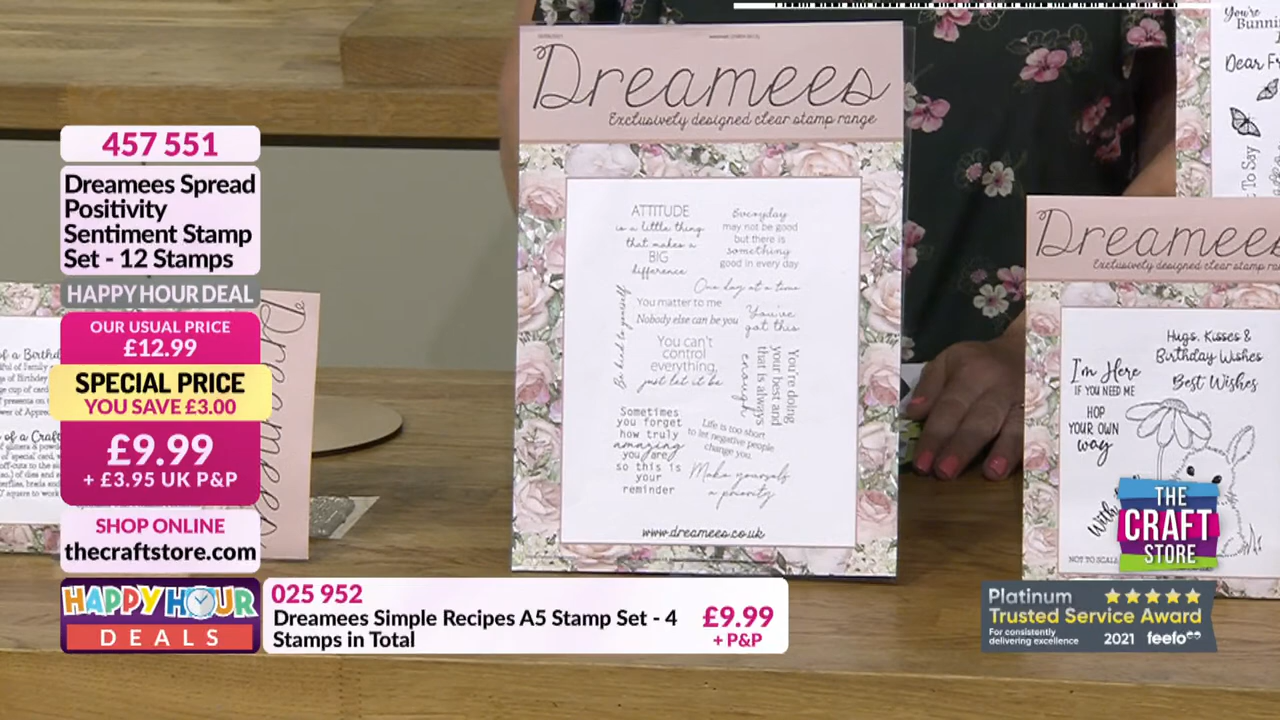 457 551
Dreamees Spread
Positivity
Sentiment Stamp
Set - 12 Stamps
HAPPY HOUR DEAL
OUR USUAL PRICE
£12.99
SPECIAL PRICE
YOU SAVE £3.00
£9.99
+ £3.95 UK P&P
SHOP ONLINE
thecraftstore.com
HAPPY HOUR
DEALS
025 952
Dreamees Simple Recipes A5 Stamp Set - 4
Stamps in Total
£9.99
+ P&P
Dreamees
Exclusively designed clear stamp range
ATTITUDE
is a little thing
that makes a
BIG
difference
Everyday
may not be good
but there is
something
good in every day
One day at a time
Be kind to yourself
You matter to me
Nobody else can be you
You've
got this
You can't
control
everything,
just let it be
You're doing
your best and
that is always
enough
Sometimes
you forget
how truly
amazing
you are
so this is
your
reminder
Life is too short
to let negative people
change you
Make yourself
a priority
www.dreamees.co.uk
You're
Dear
To Say
Dreamees
Exclusively designed clear stamp
Hugs, Kisses &
Birthday Wishes
I'm Here
IF YOU NEED ME
Best Wishes
HOP
YOUR OWN
way
With
NOT TO SCALE
THE
CRAFT
STORE
Platinum
Trusted Service Award
For consistently
delivering excellence
2021 feefo